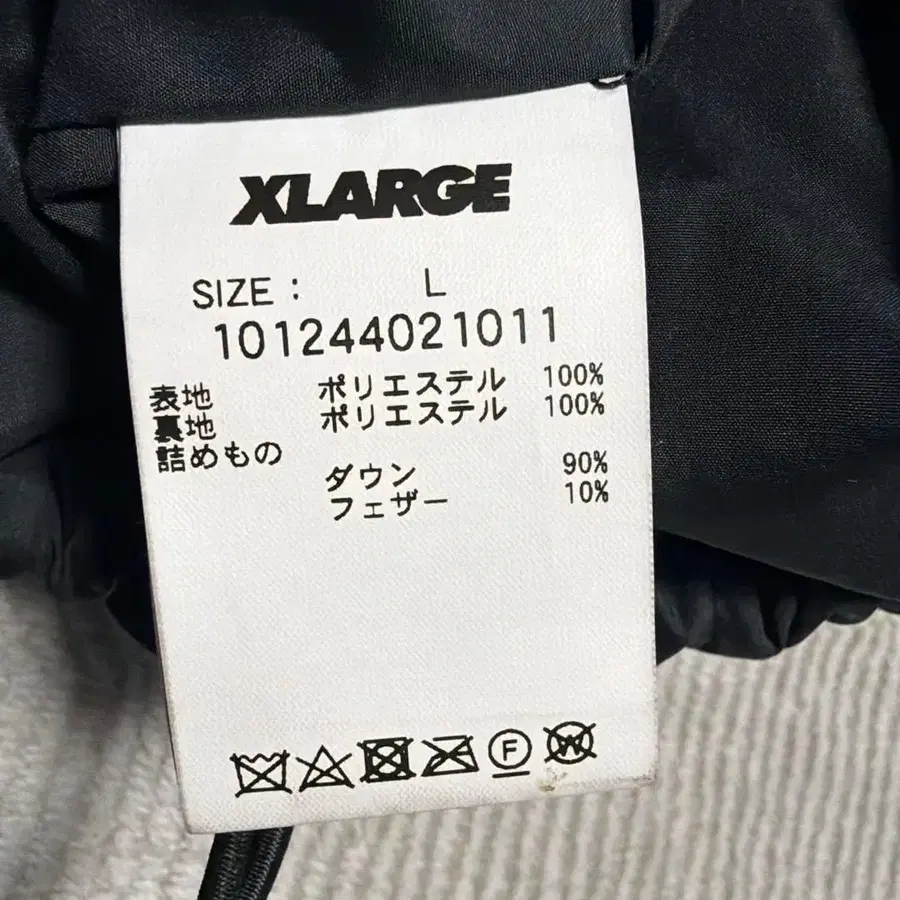 XLARGE
SIZE : L
101244021011
表地 ポリエステル 100%
裏地 ポリエステル 100%
詰めもの
ダウン 90%
フェザー 10%
F W